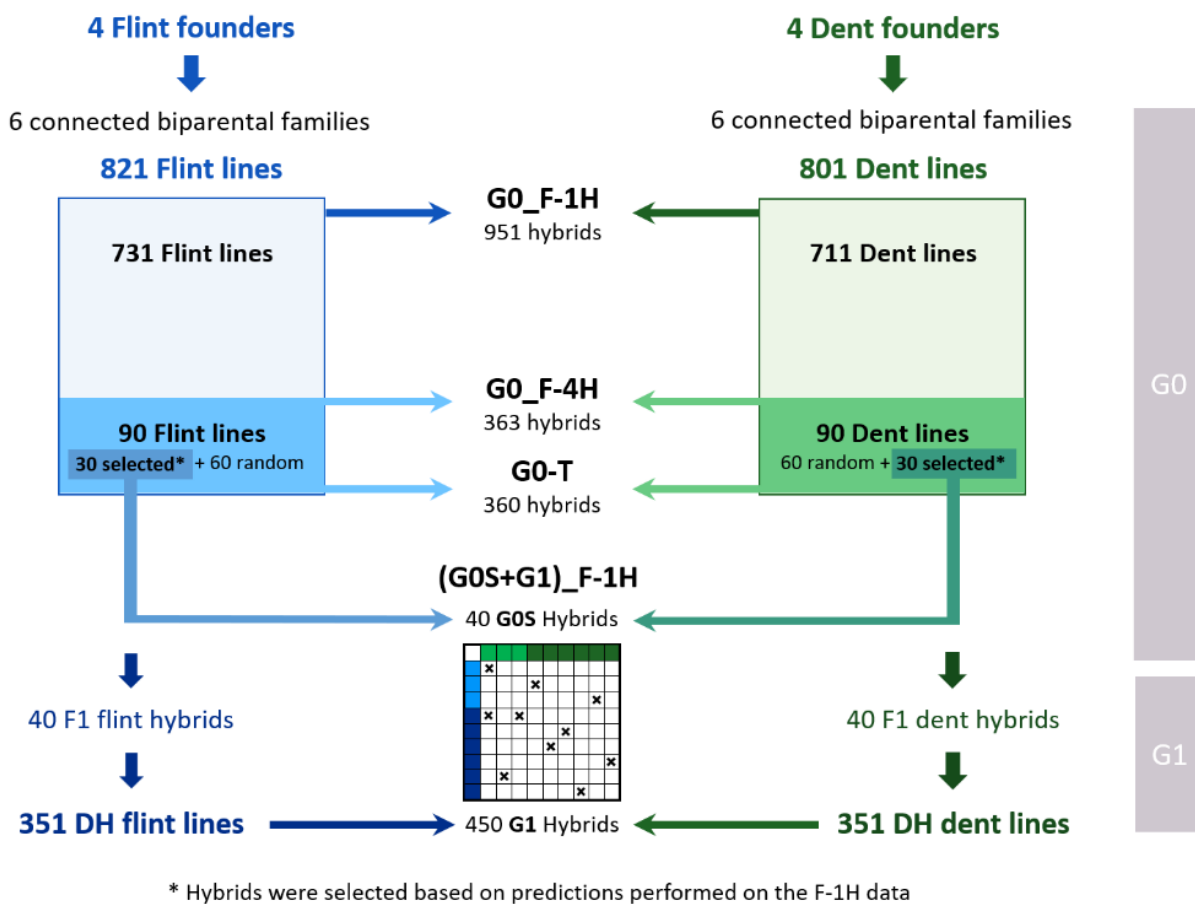 4 Flint founders
4 Dent founders
6 connected biparental families
6 connected biparental families
821 Flint lines
801 Dent lines
G0_F-1H
951 hybrids
731 Flint lines
711 Dent lines
G0_F-4H
363 hybrids
90 Flint lines
30 selected* + 60 random
90 Dent lines
60 random + 30 selected*
G0-T
360 hybrids
G0
(G0S+G1)_F-1H
40 G0S Hybrids
40 F1 flint hybrids
40 F1 dent hybrids
G1
351 DH flint lines
450 G1 Hybrids
351 DH dent lines
* Hybrids were selected based on predictions performed on the F-1H data